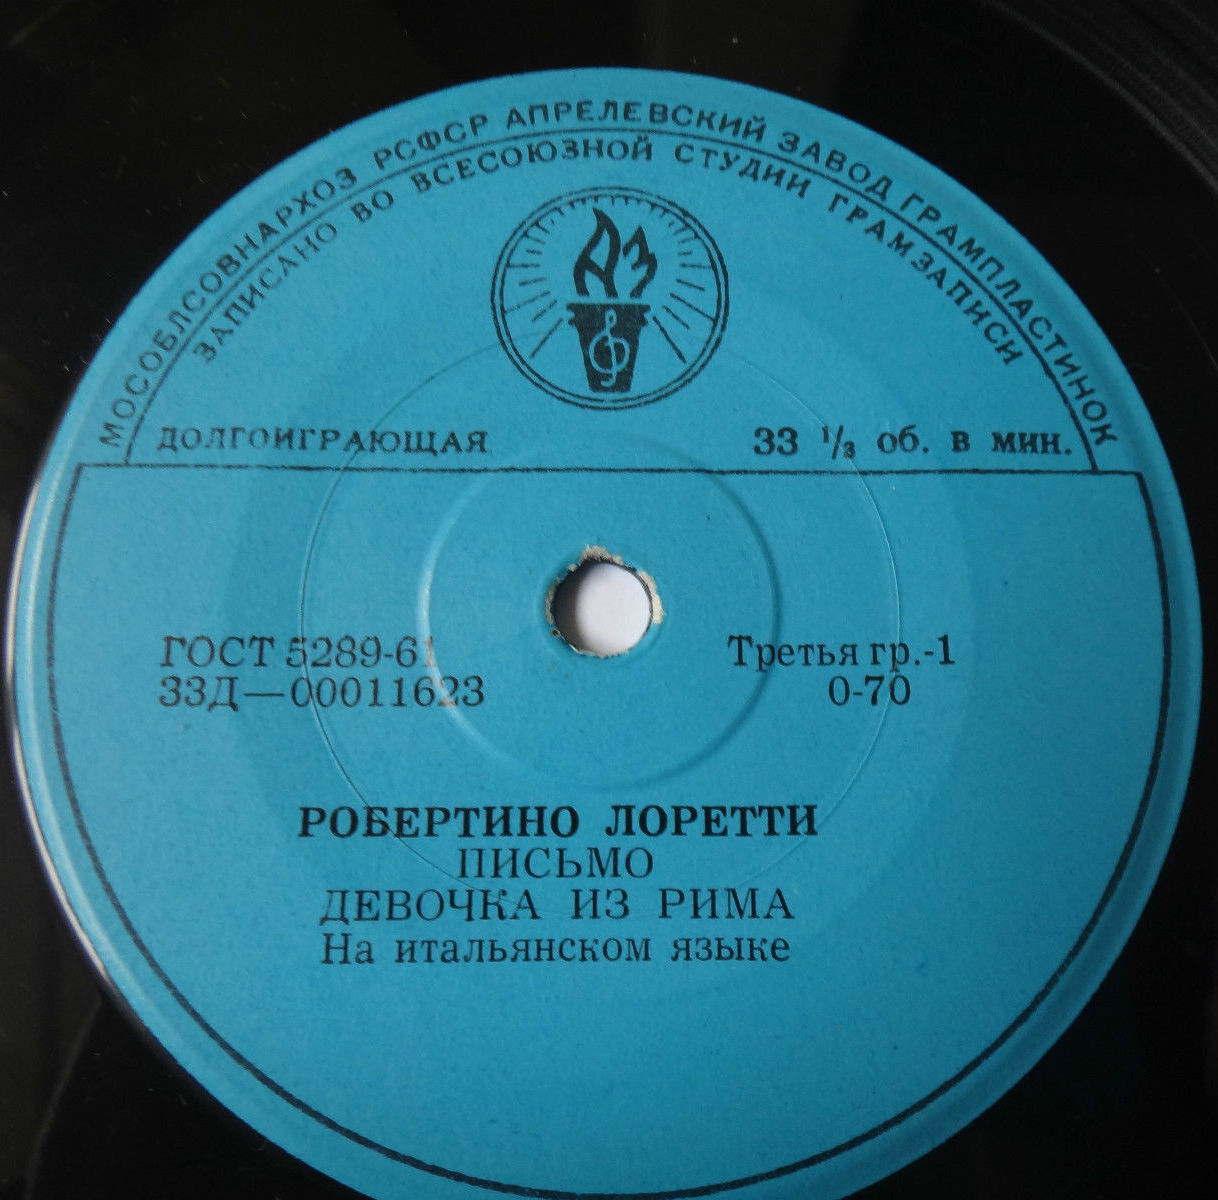 МОСОБЛСОВНАРХОЗ РСФСР АПРЕЛЕВСКИЙ ЗАВОД ГРАМПЛАСТИНОК
ЗАПИСАНО ВО ВСЕСОЮЗНОЙ СТУДИИ ГРАМЗАПИСИ
АЗ
ДОЛГОИГРАЮЩАЯ 33 1/3 об. в мин.
ГОСТ 5289-61 Третья гр.-1
33Д—00011623 0-70
РОБЕРТИНО ЛОРЕТТИ
ПИСЬМО
ДЕВОЧКА ИЗ РИМА
На итальянском языке